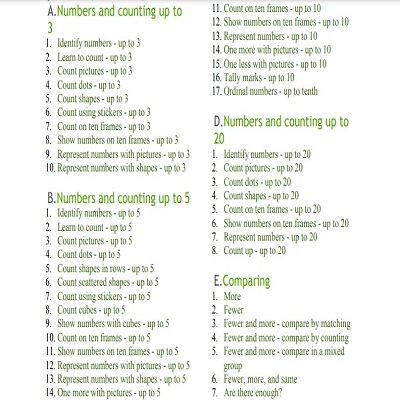 A.Numbers and counting up to
3
1. Identify numbers - up to 3
2. Learn to count - up to 3
3. Count pictures - up to 3
4. Count dots - up to 3
5. Count shapes - up to 3
6. Count using stickers - up to 3
7. Count on ten frames - up to 3
8. Show numbers on ten frames - up to 3
9. Represent numbers with pictures - up to 3
10. Represent numbers with shapes - up to 3
B.Numbers and counting up to 5
1. Identify numbers - up to 5
2. Learn to count - up to 5
3. Count pictures - up to 5
4. Count dots - up to 5
5. Count shapes in rows - up to 5
6. Count scattered shapes - up to 5
7. Count using stickers - up to 5
8. Count cubes - up to 5
9. Show numbers with cubes - up to 5
10. Count on ten frames - up to 5
11. Show numbers on ten frames - up to 5
12. Represent numbers with pictures - up to 5
13. Represent numbers with shapes - up to 5
14. One more with pictures - up to 5
11. Count on ten frames - up to 10
12. Show numbers on ten frames - up to 10
13. Represent numbers - up to 10
14. One more with pictures - up to 10
15. One less with pictures - up to 10
16. Tally marks - up to 10
17. Ordinal numbers - up to tenth
D.Numbers and counting up to
20
1. Identify numbers - up to 20
2. Count pictures - up to 20
3. Count dots - up to 20
4. Count shapes - up to 20
5. Count on ten frames - up to 20
6. Show numbers on ten frames - up to 20
7. Represent numbers - up to 20
8. Count up - up to 20
E.Comparing
1. More
2. Fewer
3. Fewer and more - compare by matching
4. Fewer and more - compare by counting
5. Fewer and more - compare in a mixed
group
6. Fewer, more, and same
7. Are there enough?